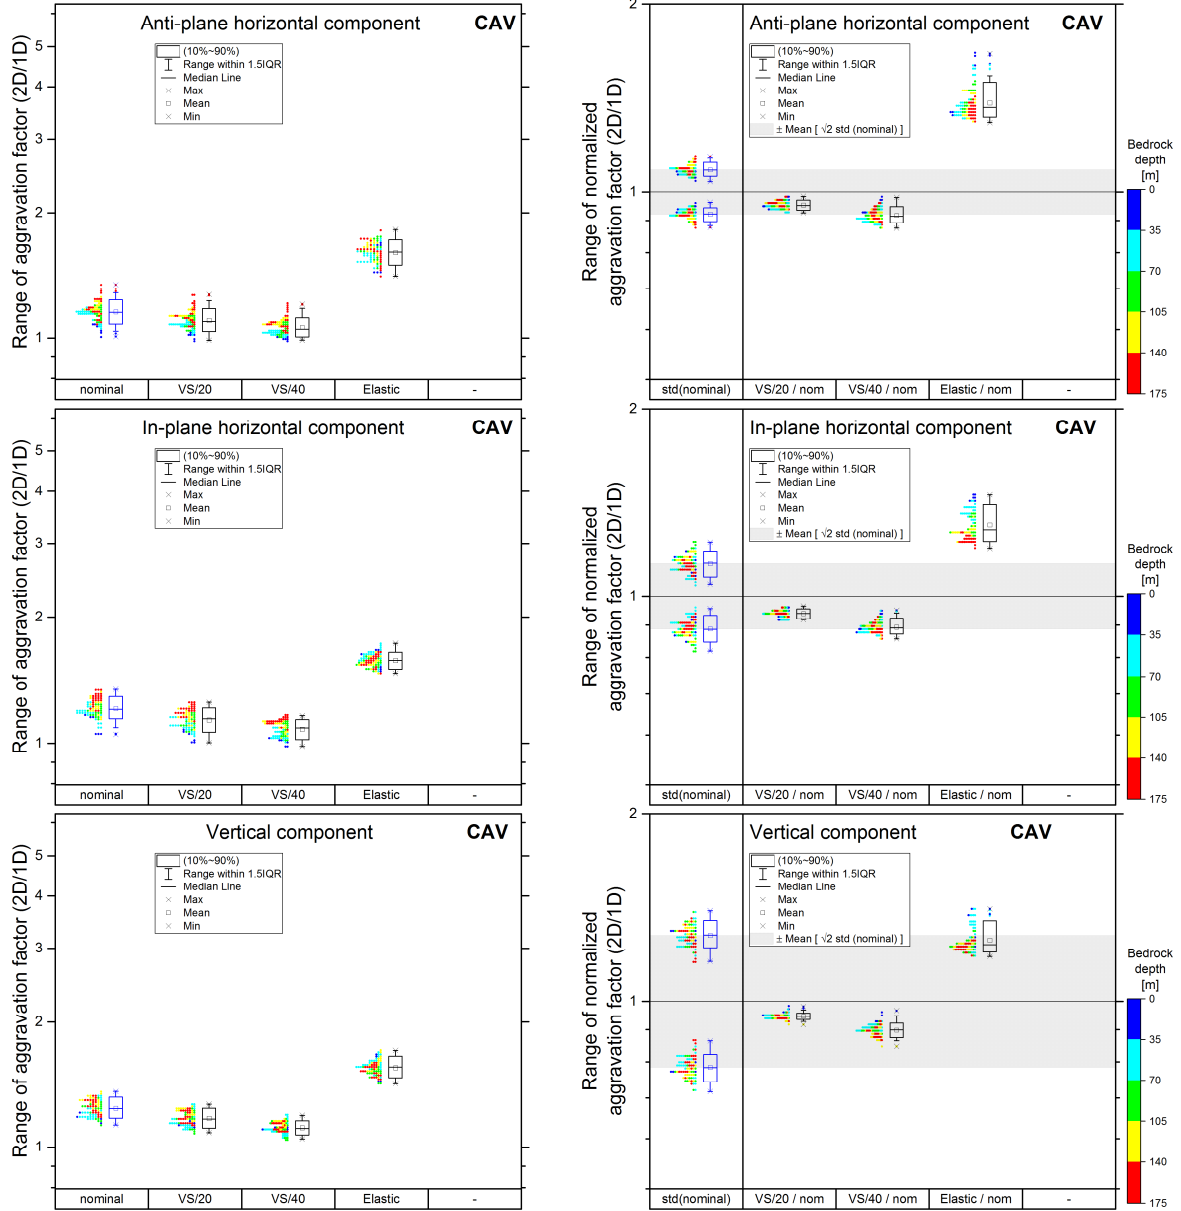 Anti-plane horizontal component CAV
(10%~90%)
Range within 1.5IQR
Median Line
Max
Mean
Min
Range of aggravation factor (2D/1D)
5
4
3
2
1
nominal VS/20 VS/40 Elastic -
Anti-plane horizontal component CAV
(10%~90%)
Range within 1.5IQR
Median Line
Max
Mean
Min
± Mean [ √2 std (nominal) ]
Range of normalized
aggravation factor (2D/1D)
2
1
std(nominal) VS/20 / nom VS/40 / nom Elastic / nom -
Bedrock
depth
[m]
0
35
70
105
140
175
In-plane horizontal component CAV
(10%~90%)
Range within 1.5IQR
Median Line
Max
Mean
Min
Range of aggravation factor (2D/1D)
5
4
3
2
1
nominal VS/20 VS/40 Elastic -
In-plane horizontal component CAV
(10%~90%)
Range within 1.5IQR
Median Line
Max
Mean
Min
± Mean [ √2 std (nominal) ]
Range of normalized
aggravation factor (2D/1D)
2
1
std(nominal) VS/20 / nom VS/40 / nom Elastic / nom -
Bedrock
depth
[m]
0
35
70
105
140
175
Vertical component CAV
(10%~90%)
Range within 1.5IQR
Median Line
Max
Mean
Min
Range of aggravation factor (2D/1D)
5
4
3
2
1
nominal VS/20 VS/40 Elastic -
Vertical component CAV
(10%~90%)
Range within 1.5IQR
Median Line
Max
Mean
Min
± Mean [ √2 std (nominal) ]
Range of normalized
aggravation factor (2D/1D)
2
1
std(nominal) VS/20 / nom VS/40 / nom Elastic / nom -
Bedrock
depth
[m]
0
35
70
105
140
175